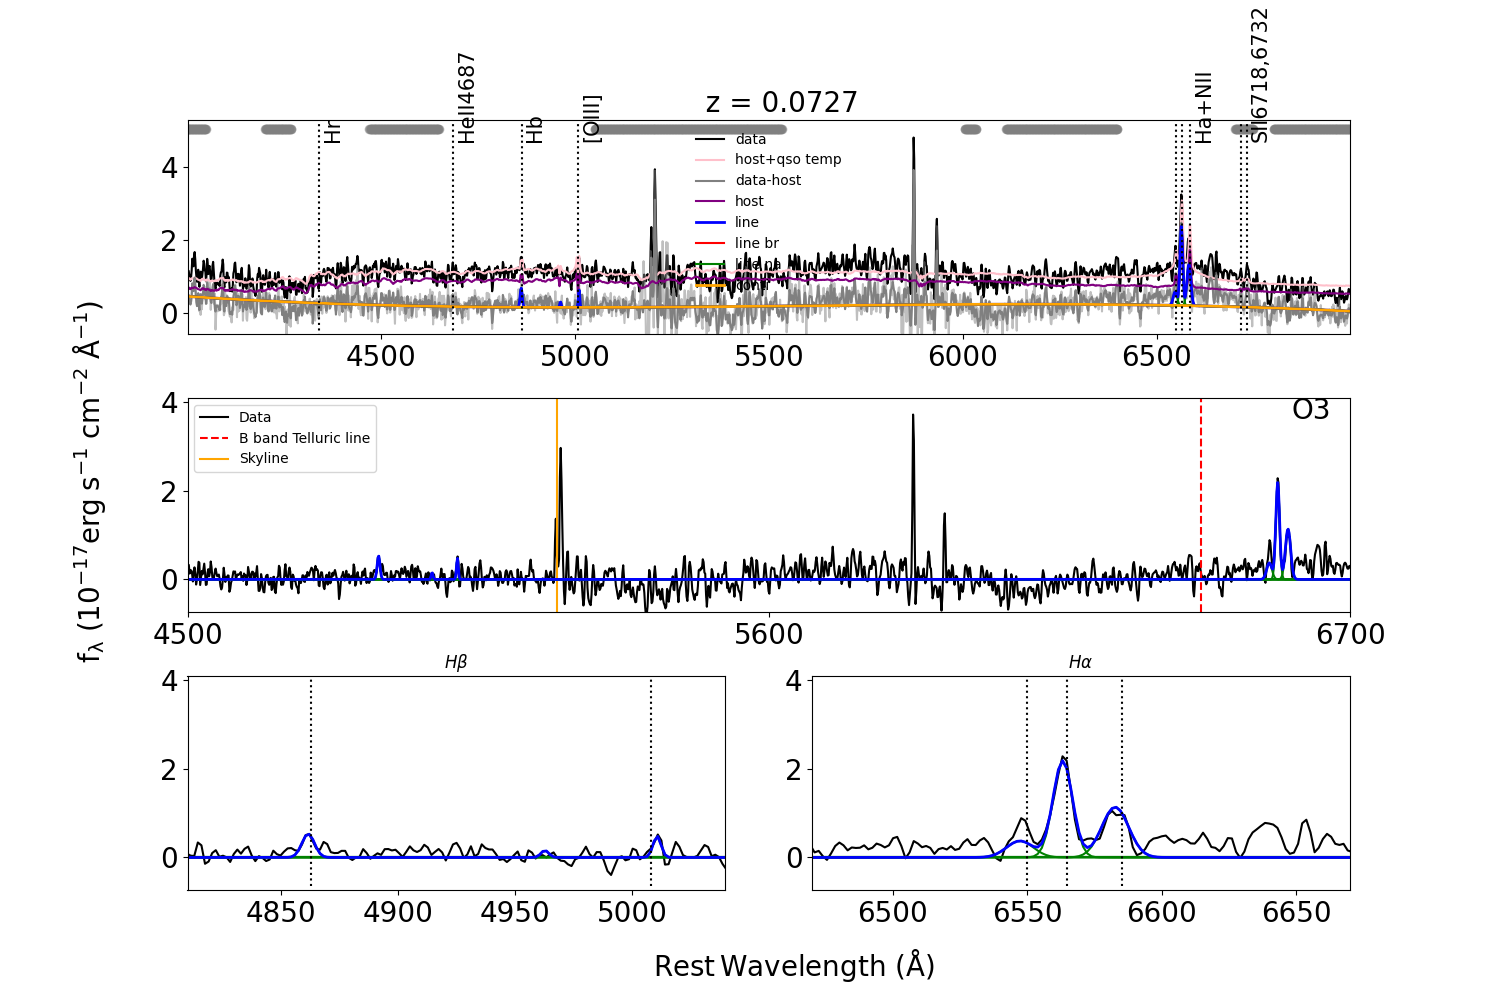 z = 0.0727
Hr
HeII4687
Hb
[OIII]
Ha+NII
SII6718,6732
data
host+qso temp
data-host
host
line
line br
line na
conti
4
2
0
4500 5000 5500 6000 6500
O3
Data
B band Telluric line
Skyline
4
2
0
4500 5600 6700
fλ (10⁻¹⁷erg s⁻¹ cm⁻² Å⁻¹)
Hβ
4
2
0
4850 4900 4950 5000
Hα
4
2
0
6500 6550 6600 6650
Rest Wavelength (Å)